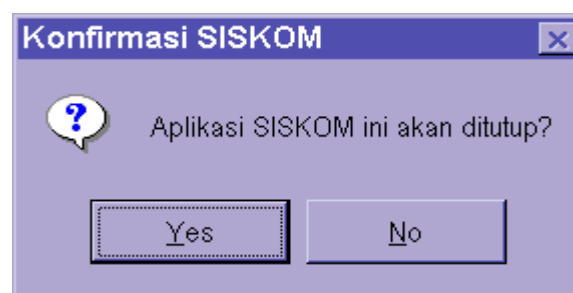 Konfirmasi SISKOM
Aplikasi SISKOM ini akan ditutup?
Yes
No